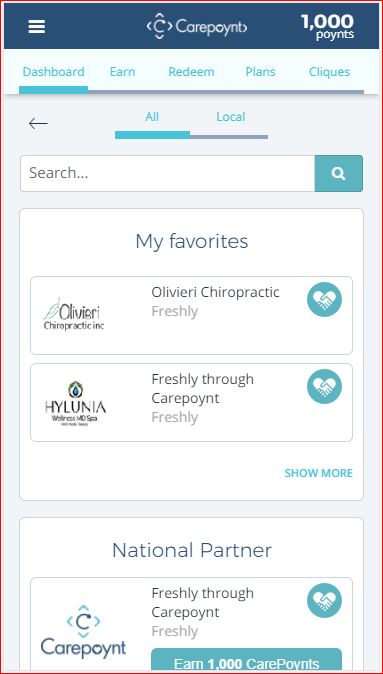 Carepoynt
1,000
poynts
Dashboard Earn Redeem Plans Cliques
All Local
Search...
My favorites
Olivieri
Chiropractic inc
Olivieri Chiropractic
Freshly
HYLUNIA
Wellness MD Spa
Freshly through
Carepoynt
Freshly
SHOW MORE
National Partner
Carepoynt
Freshly through
Carepoynt
Freshly
Earn 1,000 CarePoynts